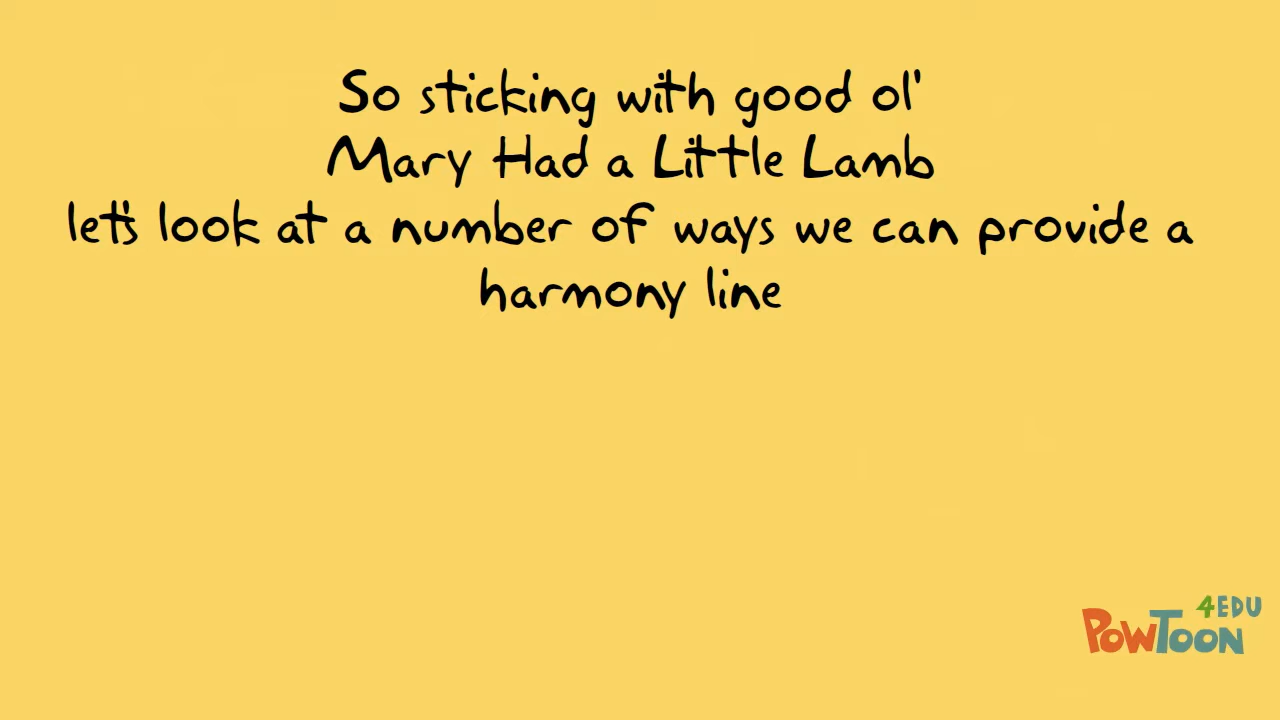 So sticking with good ol'
Mary Had a Little Lamb
let's look at a number of ways we can provide a
harmony line
4EDU
POWTOON